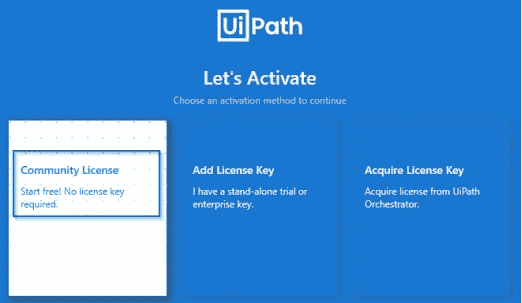 UiPath
Let's Activate
Choose an activation method to continue
Community License
Start free! No license key
required.
Add License Key
I have a stand-alone trial or
enterprise key.
Acquire License Key
Acquire license from UiPath
Orchestrator.